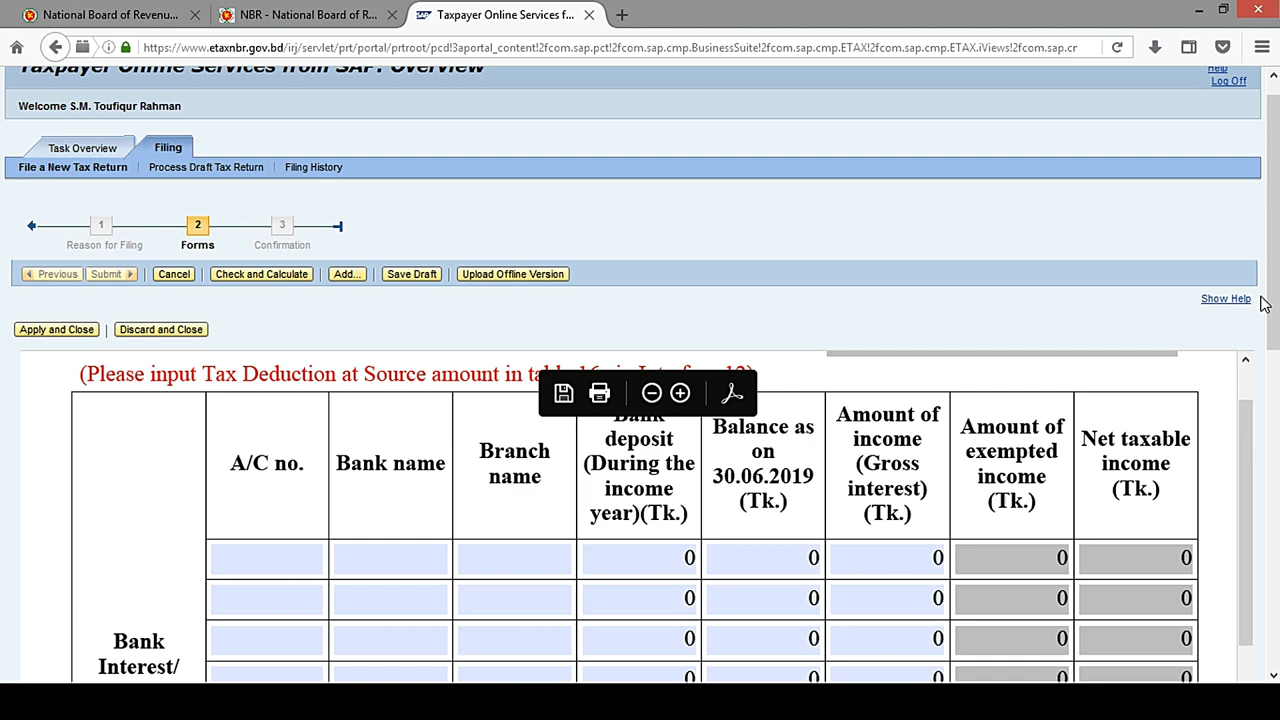 National Board of Revenu...
NBR - National Board of R...
Taxpayer Online Services f...
https://www.etaxnbr.gov.bd/irj/servlet/prt/portal/prtroot/pcd!3aportal_content!2fcom.sap.pct!2fcom.sap.cmp.BusinessSuite!2fcom.sap.cmp.ETAX!2fcom.sap.cmp.ETAX.iViews!2fcom.sap.cr
Taxpayer Online Services from SAP: Overview
Help
Log Off
Welcome S.M. Toufiqur Rahman
Task Overview
Filing
File a New Tax Return
Process Draft Tax Return
Filing History
1
2
3
Reason for Filing
Forms
Confirmation
Previous
Submit
Cancel
Check and Calculate
Add...
Save Draft
Upload Offline Version
Show Help
Apply and Close
Discard and Close
(Please input Tax Deduction at Source amount in
A/C no.
Bank name
Branch
name
Bank
deposit
(During the
income
year)(Tk.)
Balance as
on
30.06.2019
(Tk.)
Amount of
income
(Gross
interest)
(Tk.)
Amount of
exempted
income
(Tk.)
Net taxable
income
(Tk.)
0 0 0 0 0
0 0 0 0 0
0 0 0 0 0
0 0 0 0 0
Bank
Interest/